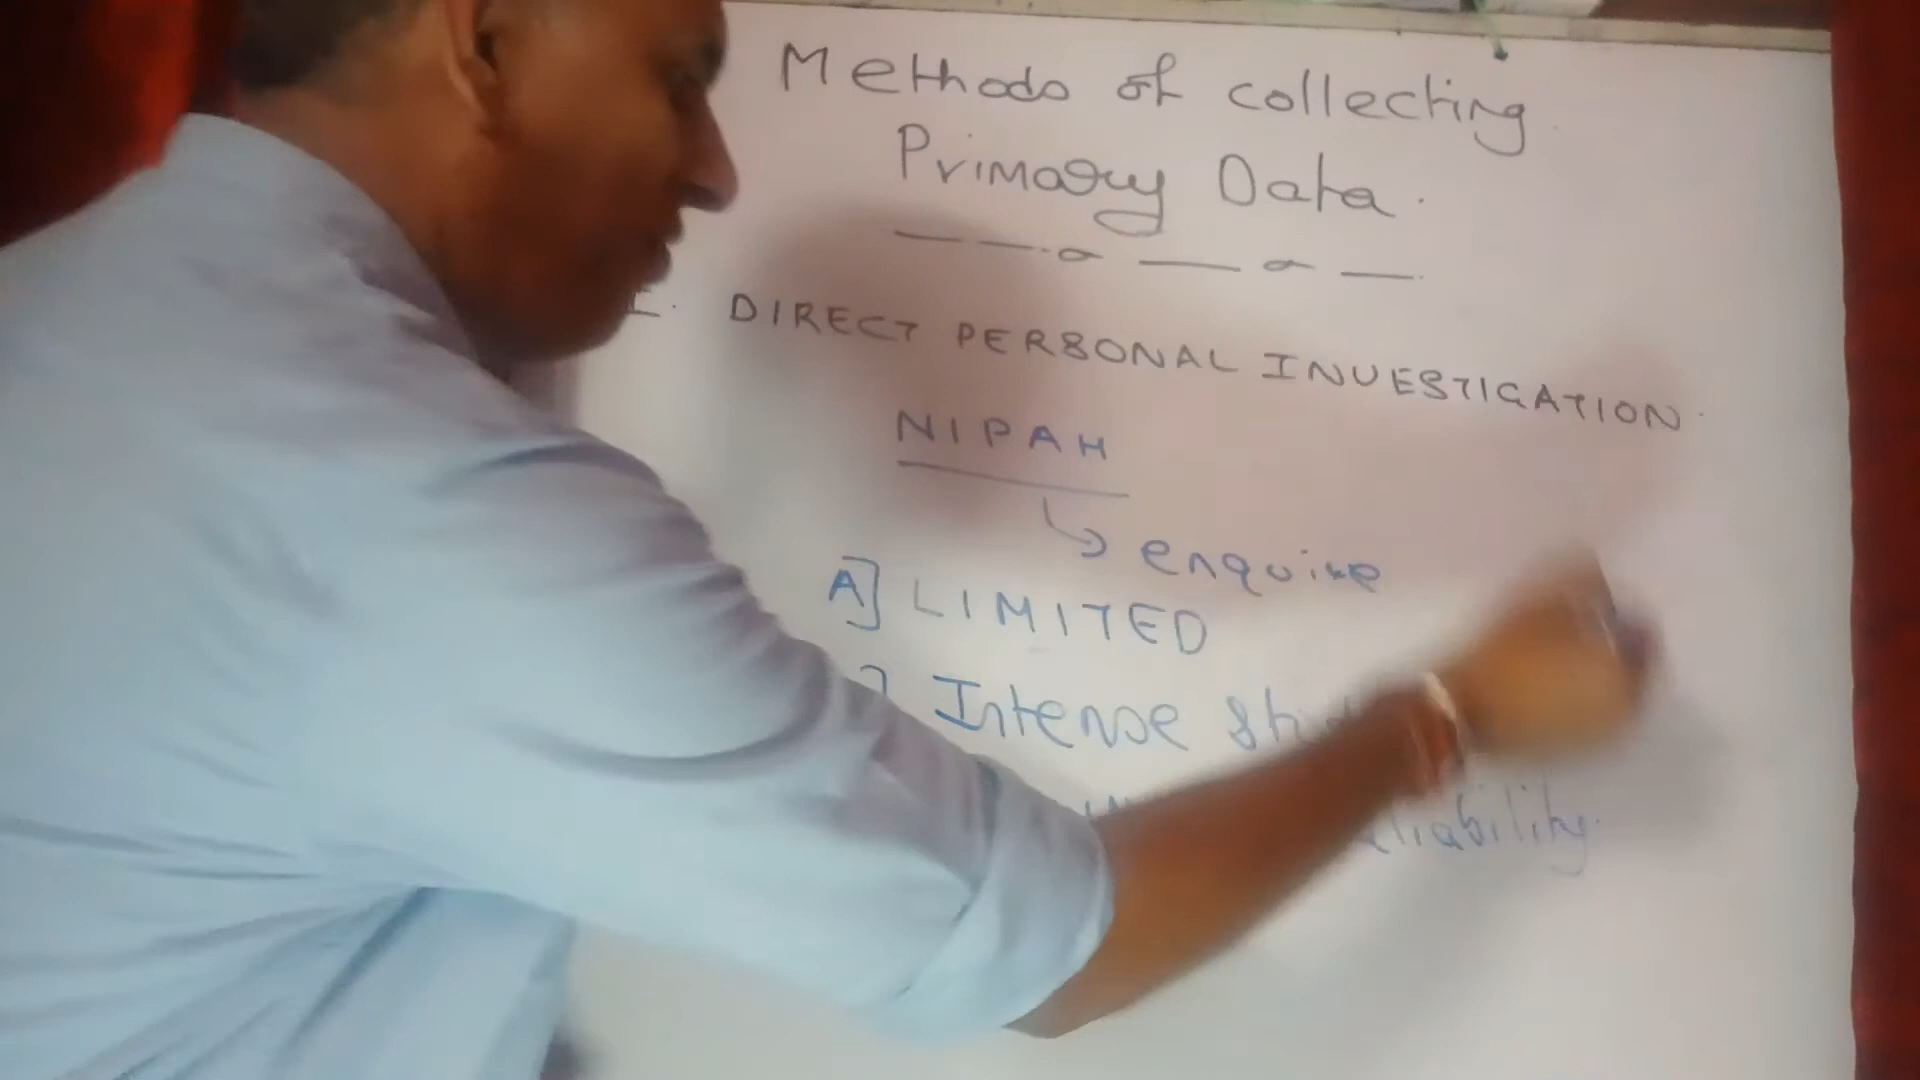 Methods of collecting
Primary Data.
I. DIRECT PERSONAL INVESTIGATION.
NIPAH
↳ enquire
A] LIMITED
] Intense